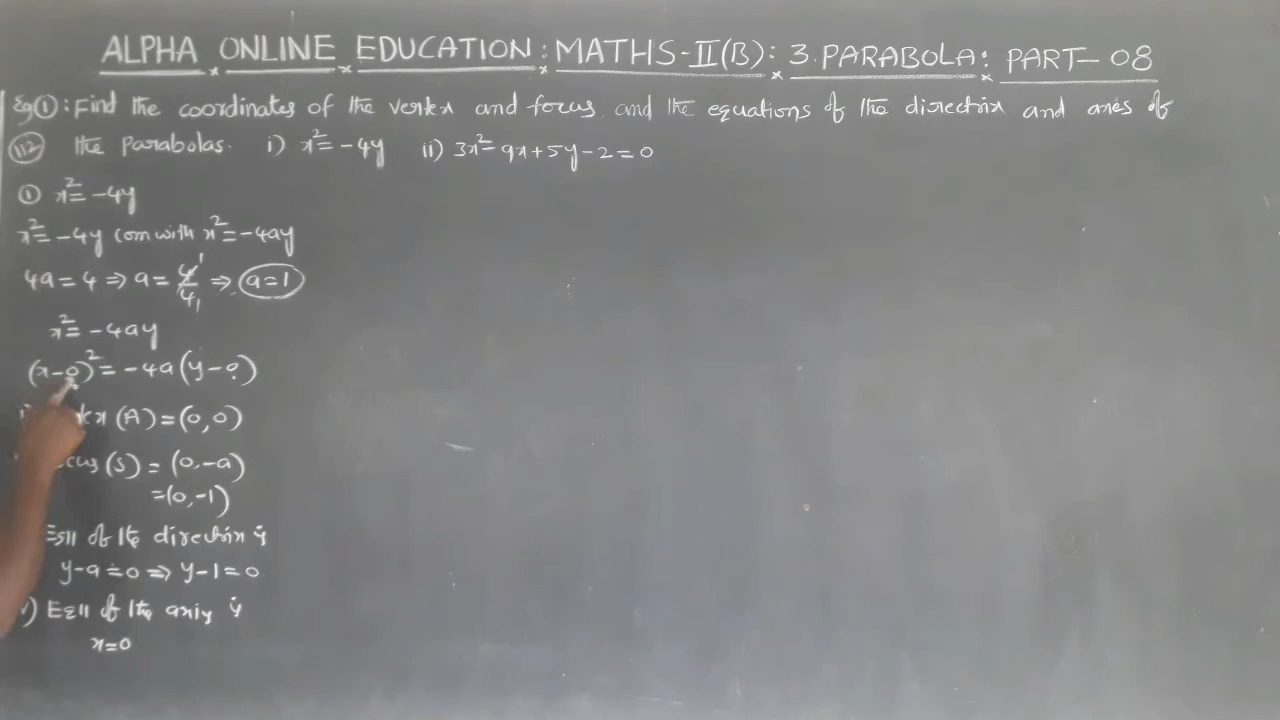 ALPHA ONLINE EDUCATION: MATHS-II(B): 3.PARABOLA: PART-08
Eg①: Find the coordinates of the vertex and focus, and the equations of the directrix and axes of
112 the Parabolas. i) x²=-4y ii) 3x²-9x+5y-2=0
① x²=-4y
x²=-4y com with x²=-4ay
4a=4 ⇒ a=4/4 ⇒ a=1
x²=-4ay
(x-0)²=-4a(y-0)
(A)=(0,0)
(S)=(0,-a)
=(0,-1)
of the directrix is
y-a=0 ⇒ y-1=0
of the axis is
x=0